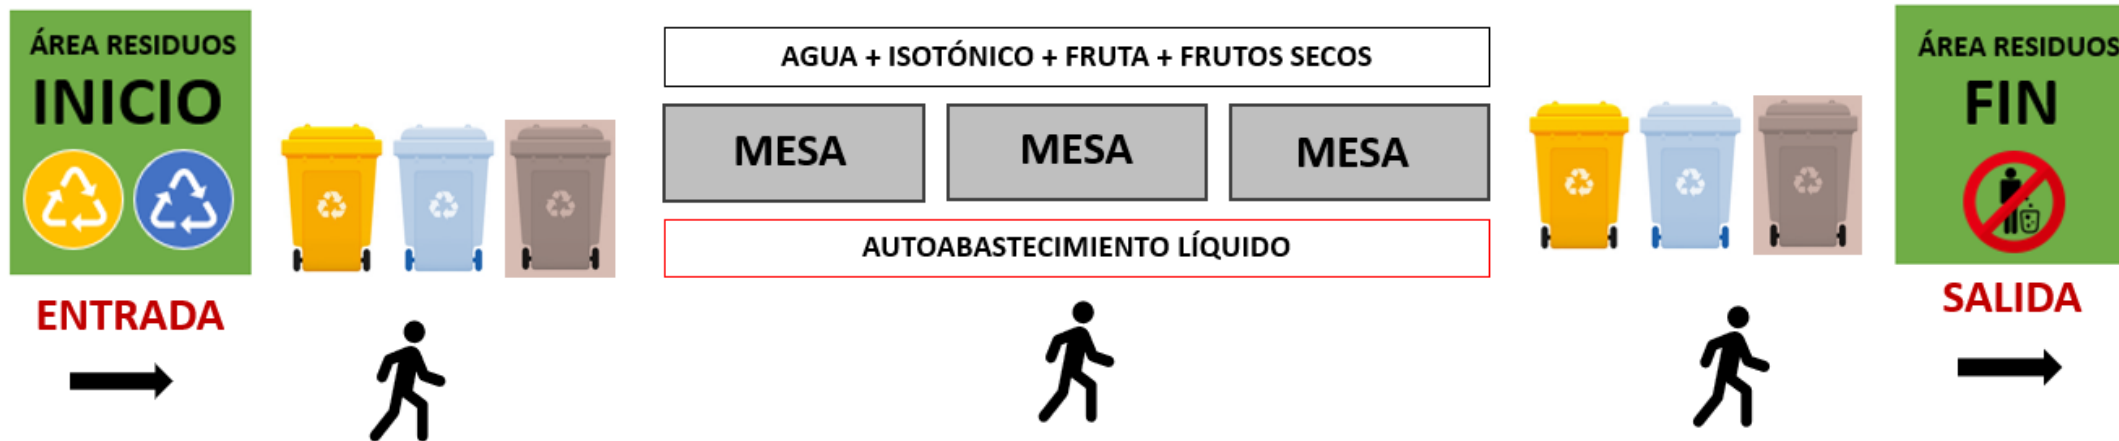 ÁREA RESIDUOS
INICIO
ENTRADA
AGUA + ISOTÓNICO + FRUTA + FRUTOS SECOS
MESA
MESA
MESA
AUTOABASTECIMIENTO LÍQUIDO
ÁREA RESIDUOS
FIN
SALIDA